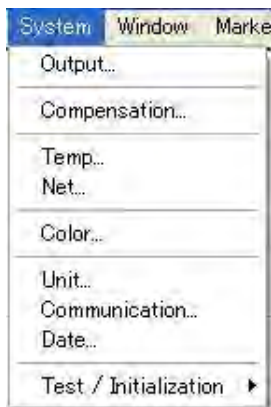 System Window Marke
Output...
Compensation...
Temp...
Net...
Color...
Unit...
Communication...
Date...
Test / Initialization